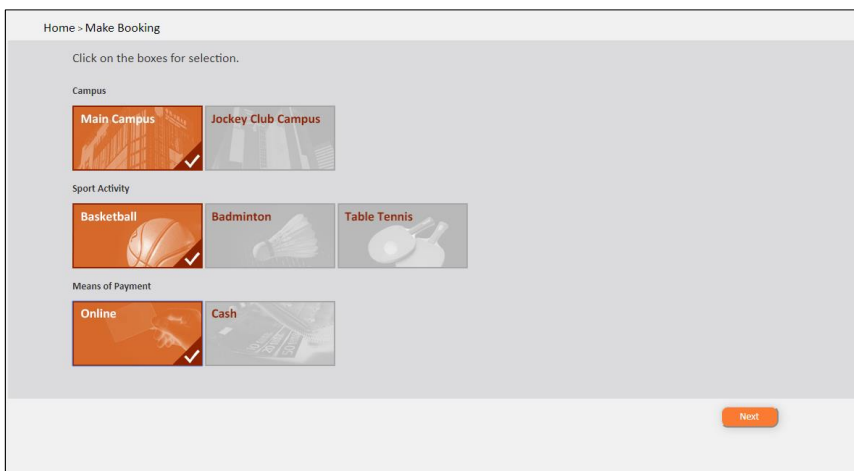 Home > Make Booking
Click on the boxes for selection.
Campus
Main Campus Jockey Club Campus
Sport Activity
Basketball Badminton Table Tennis
Means of Payment
Online Cash
Next